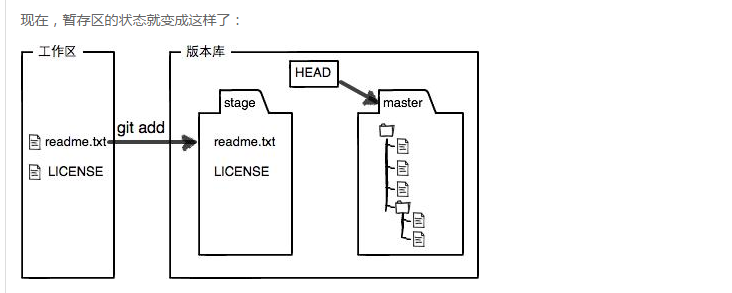 现在，暂存区的状态就变成这样了：
工作区
版本库
HEAD
stage
master
git add
readme.txt
readme.txt
LICENSE
LICENSE